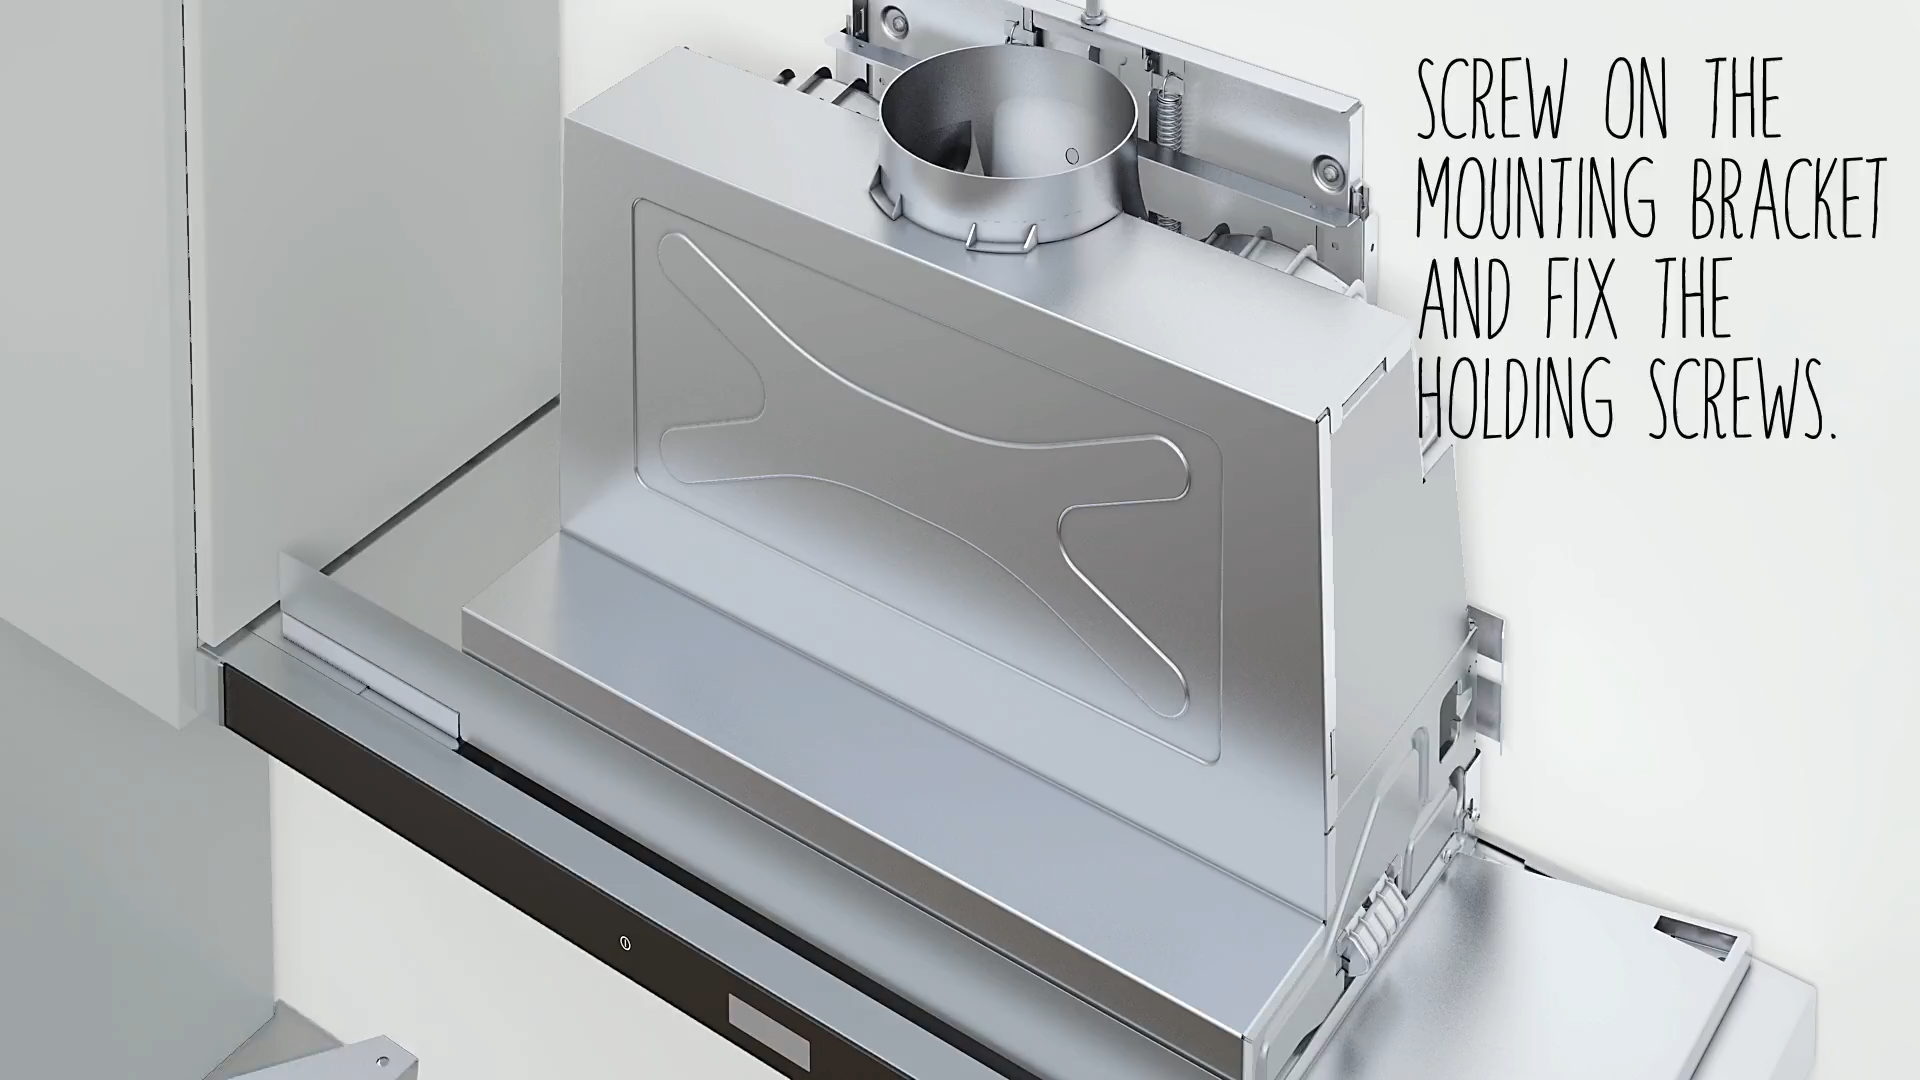 SCREW ON THE
MOUNTING BRACKET
AND FIX THE
HOLDING SCREWS.